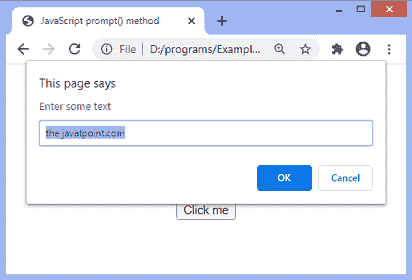 JavaScript prompt() method
File
D:/programs/Exampl...
This page says
Enter some text
the javatpoint.com
OK
Cancel
Click me